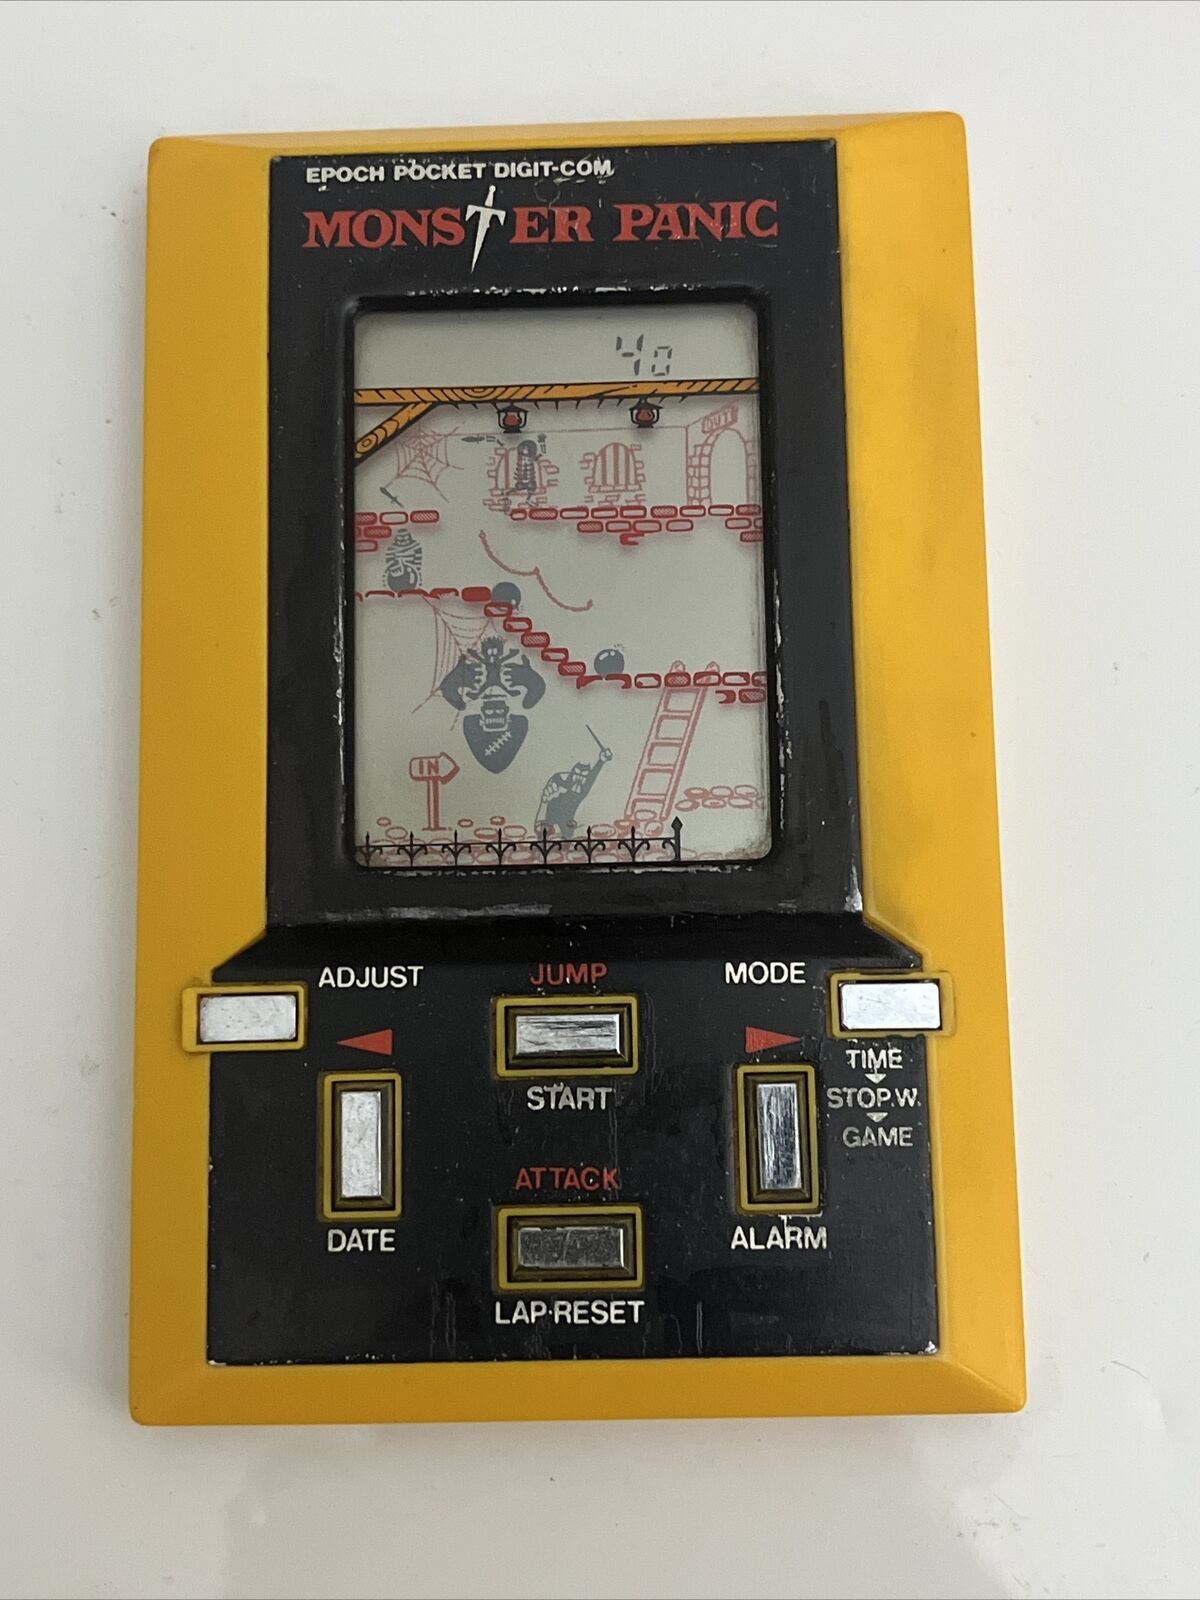 EPOCH POCKET DIGIT-COM
MONSTER PANIC
40
OUT
IN
ADJUST
JUMP
MODE
START
TIME
STOP.W.
GAME
ATTACK
DATE
ALARM
LAP·RESET